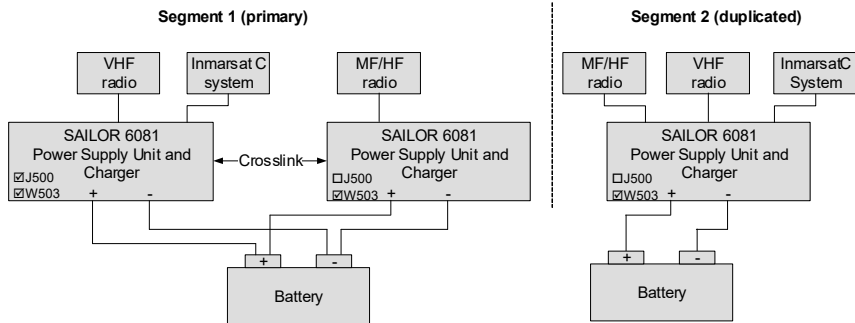 Segment 1 (primary)
Segment 2 (duplicated)
VHF
radio
Inmarsat C
system
MF/HF
radio
MF/HF
radio
VHF
radio
InmarsatC
System
SAILOR 6081
Power Supply Unit and
Charger
☑J500
☑W503
+
-
Crosslink
SAILOR 6081
Power Supply Unit and
Charger
☐J500
☑W503
+
-
SAILOR 6081
Power Supply Unit and
Charger
☐J500
☑W503
+
-
+
-
Battery
+
-
Battery